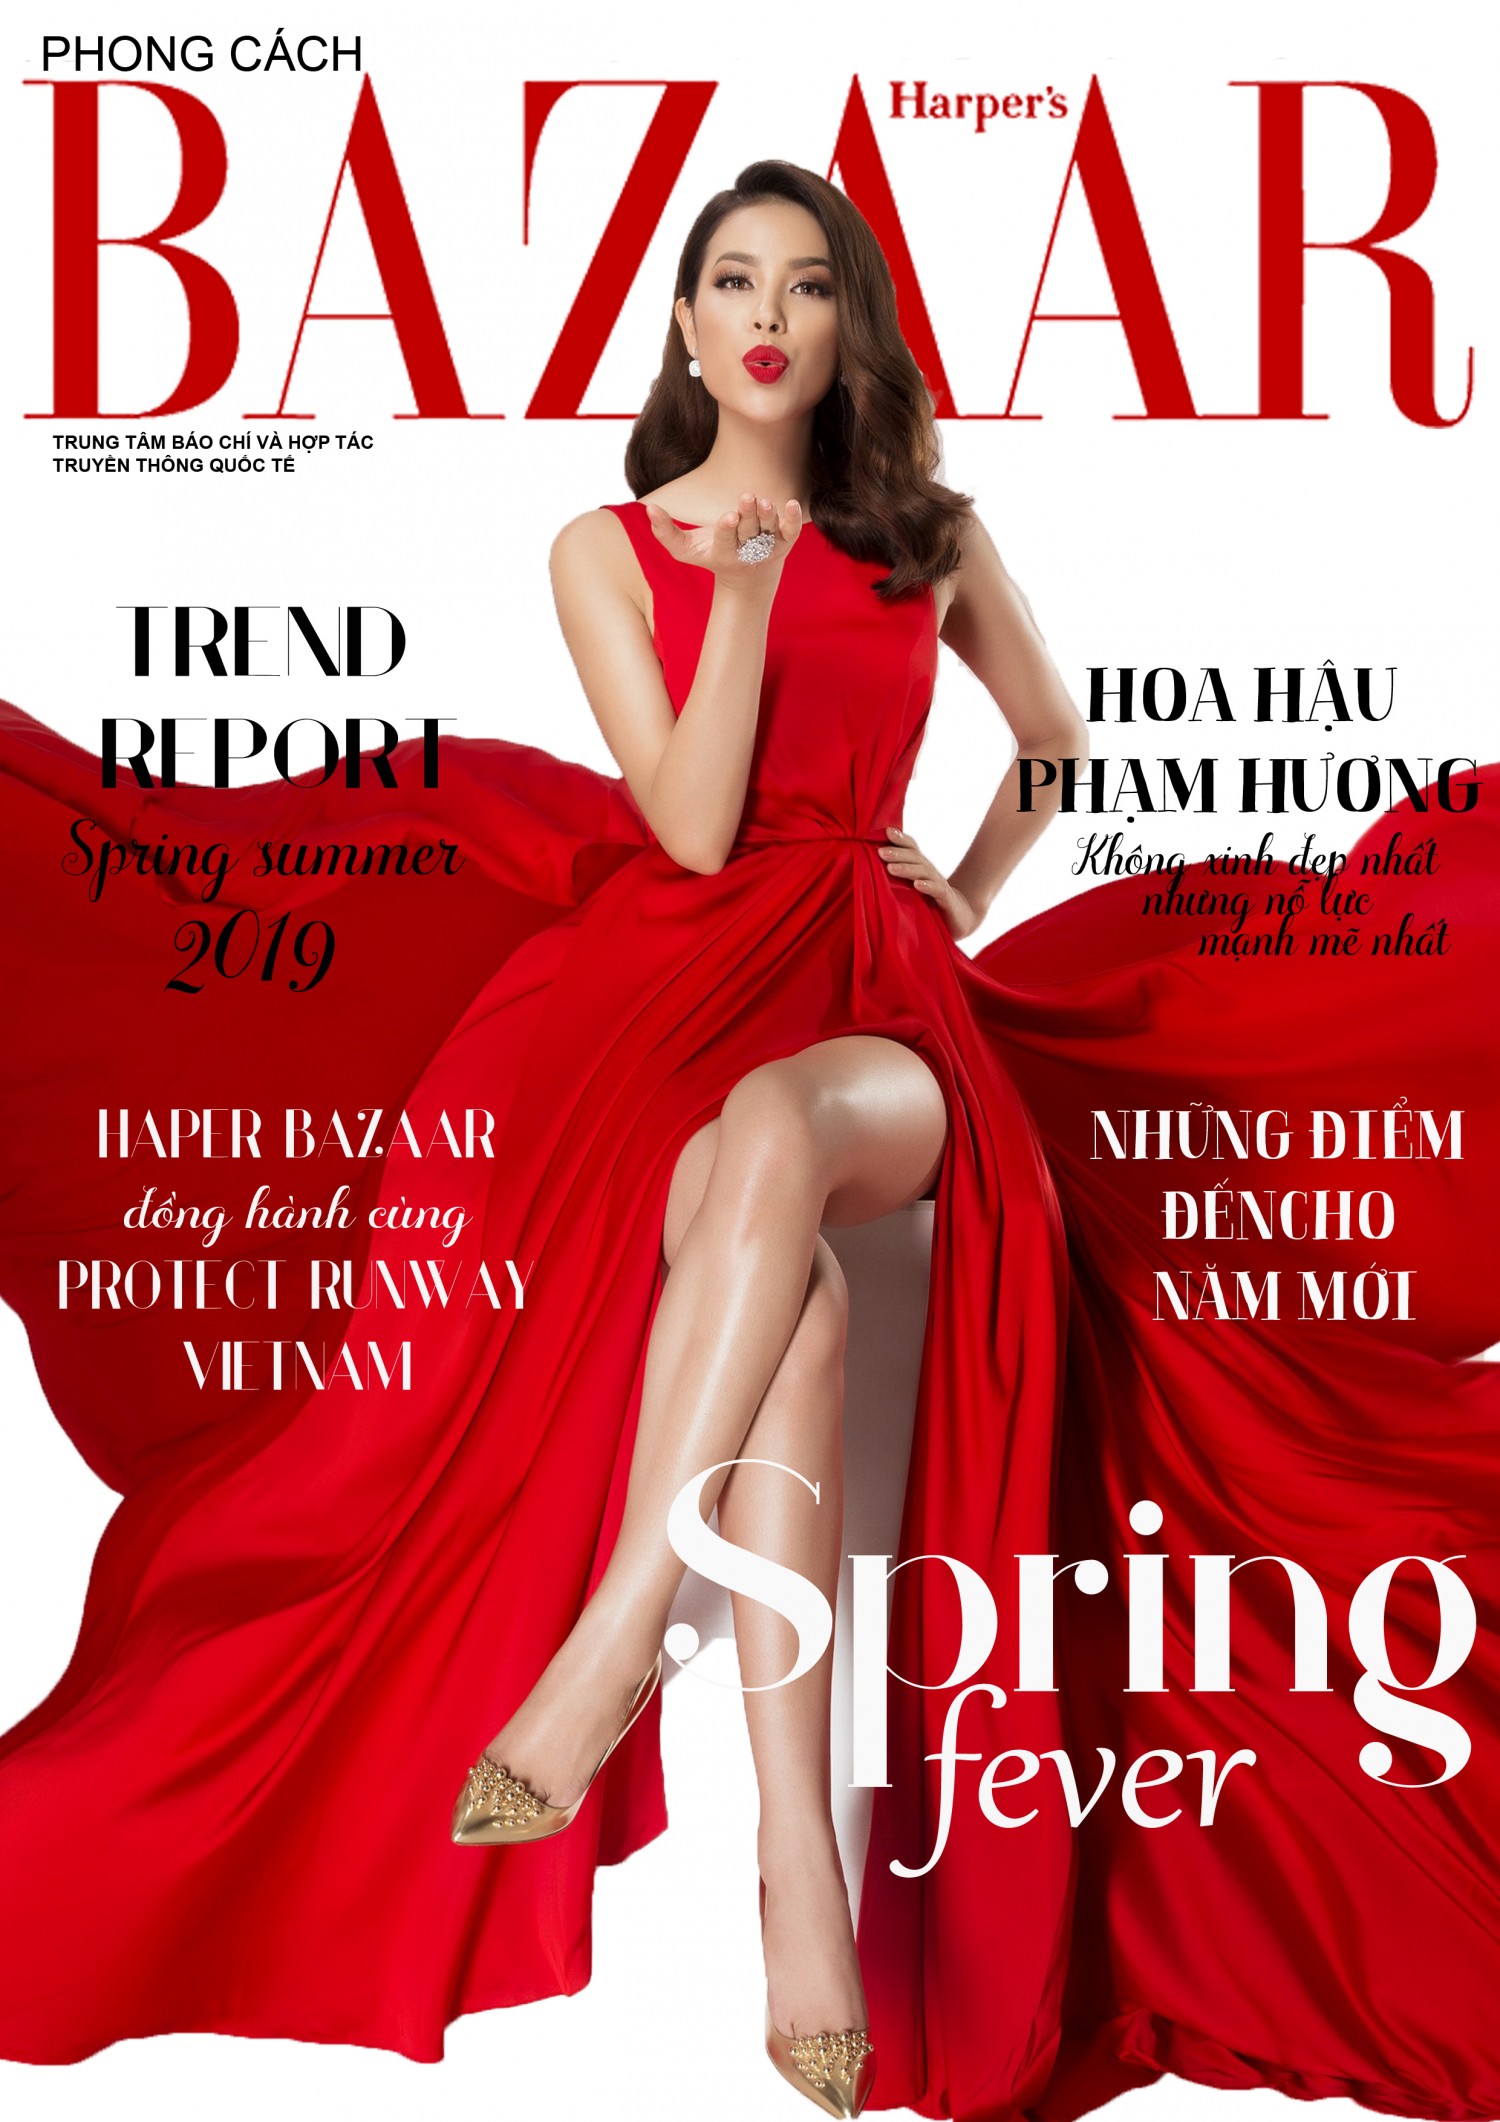 PHONG CÁCH
Harper's
BAZAAR
TRUNG TÂM BÁO CHÍ VÀ HỢP TÁC
TRUYỀN THÔNG QUỐC TẾ
TREND
REPORT
Spring summer
2019
HOA HẬU
PHẠM HƯƠNG
Không xinh đẹp nhất
nhưng nỗ lực
mạnh mẽ nhất
HAPER BAZAAR
đồng hành cùng
PROTECT RUNWAY
VIETNAM
NHỮNG ĐIỂM
ĐẾNCHO
NĂM MỚI
Spring
fever